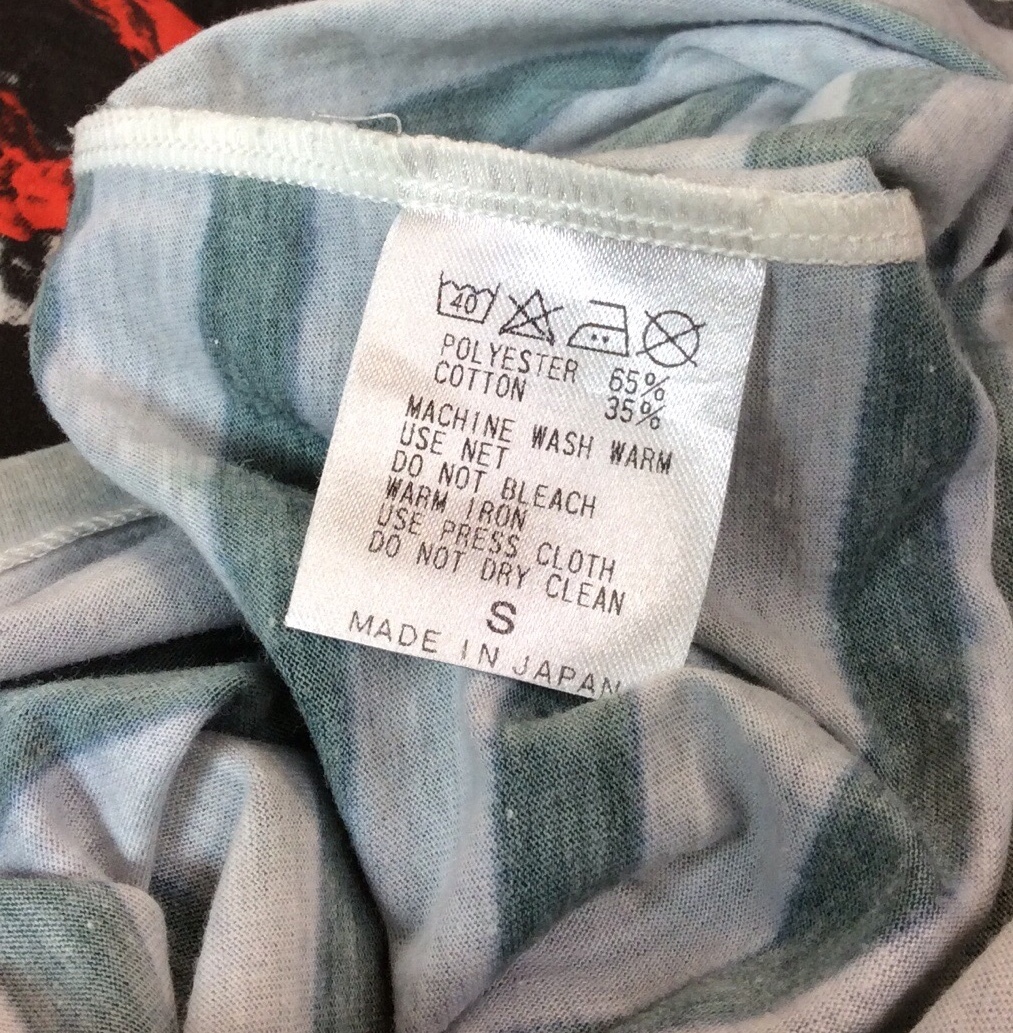 40
POLYESTER 65%
COTTON 35%
MACHINE WASH WARM
USE NET
DO NOT BLEACH
WARM IRON
USE PRESS CLOTH
DO NOT DRY CLEAN
S
MADE IN JAPAN